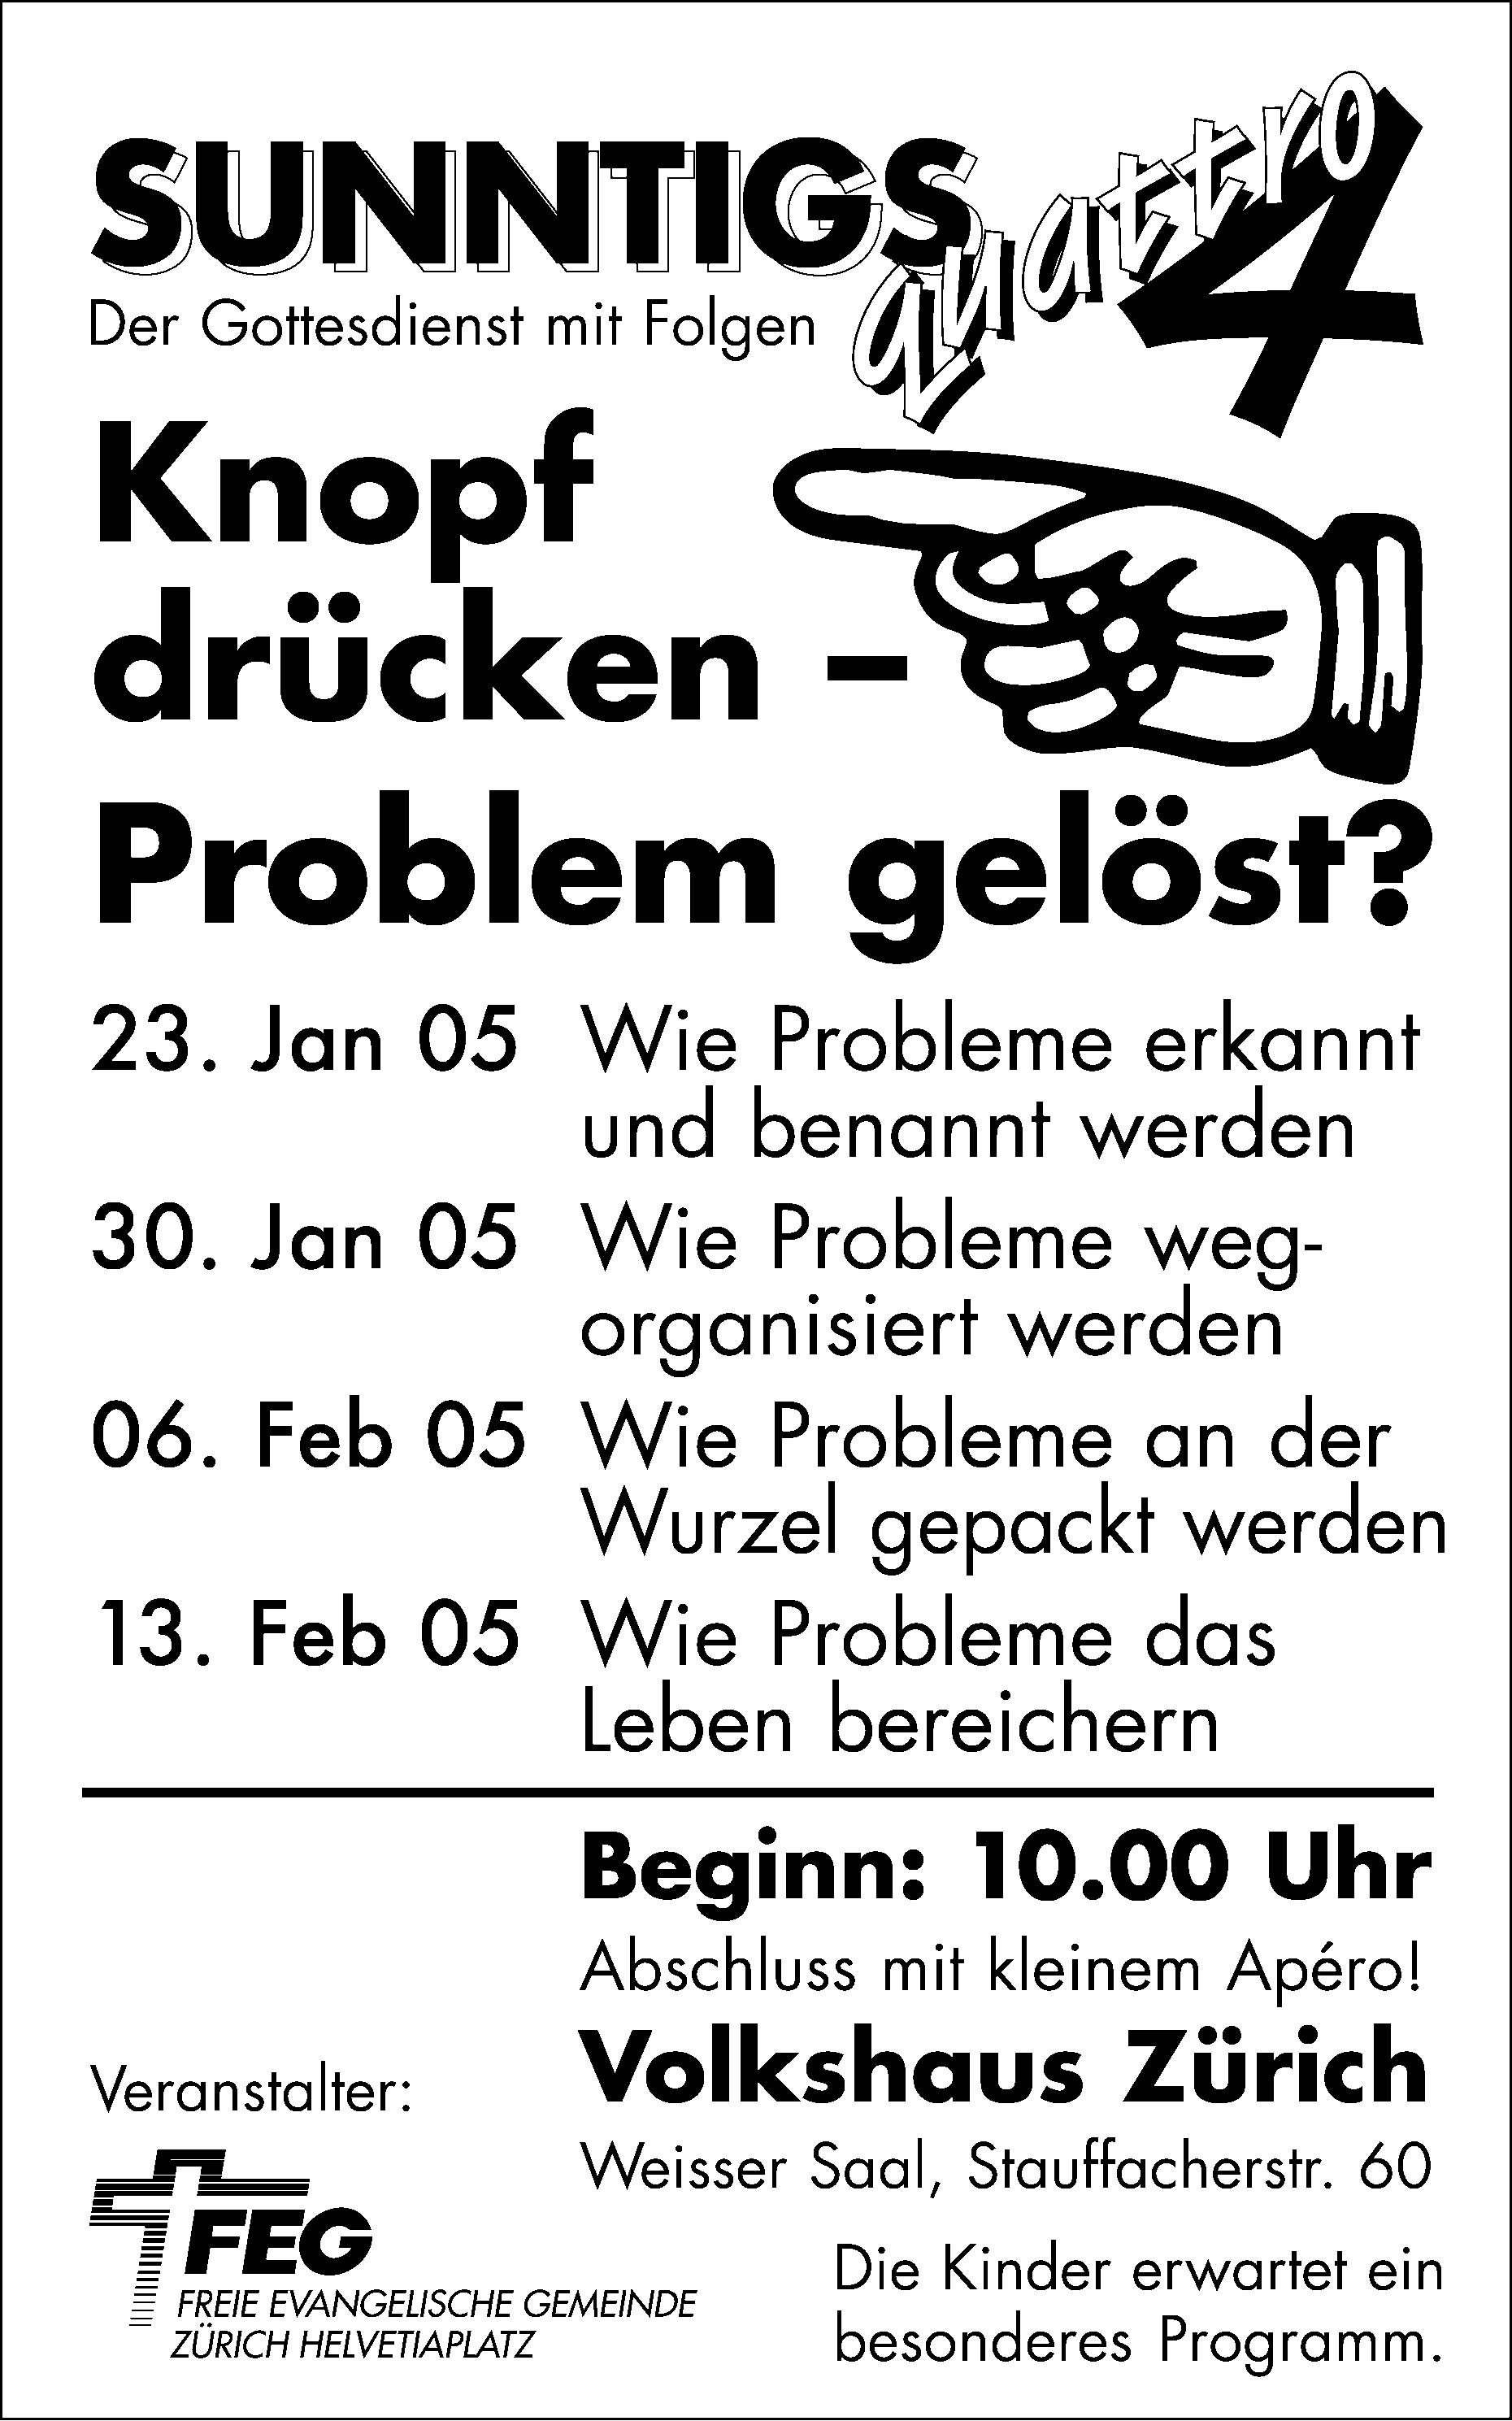 SUNNTIGS quattro 4
Der Gottesdienst mit Folgen
Knopf
drücken –
Problem gelöst?
23. Jan 05 Wie Probleme erkannt
und benannt werden
30. Jan 05 Wie Probleme weg-
organisiert werden
06. Feb 05 Wie Probleme an der
Wurzel gepackt werden
13. Feb 05 Wie Probleme das
Leben bereichern
Beginn: 10.00 Uhr
Abschluss mit kleinem Apéro!
Volkshaus Zürich
Weisser Saal, Stauffacherstr. 60
Die Kinder erwartet ein
besonderes Programm.
Veranstalter:
FEG
FREIE EVANGELISCHE GEMEINDE
ZÜRICH HELVETIAPLATZ